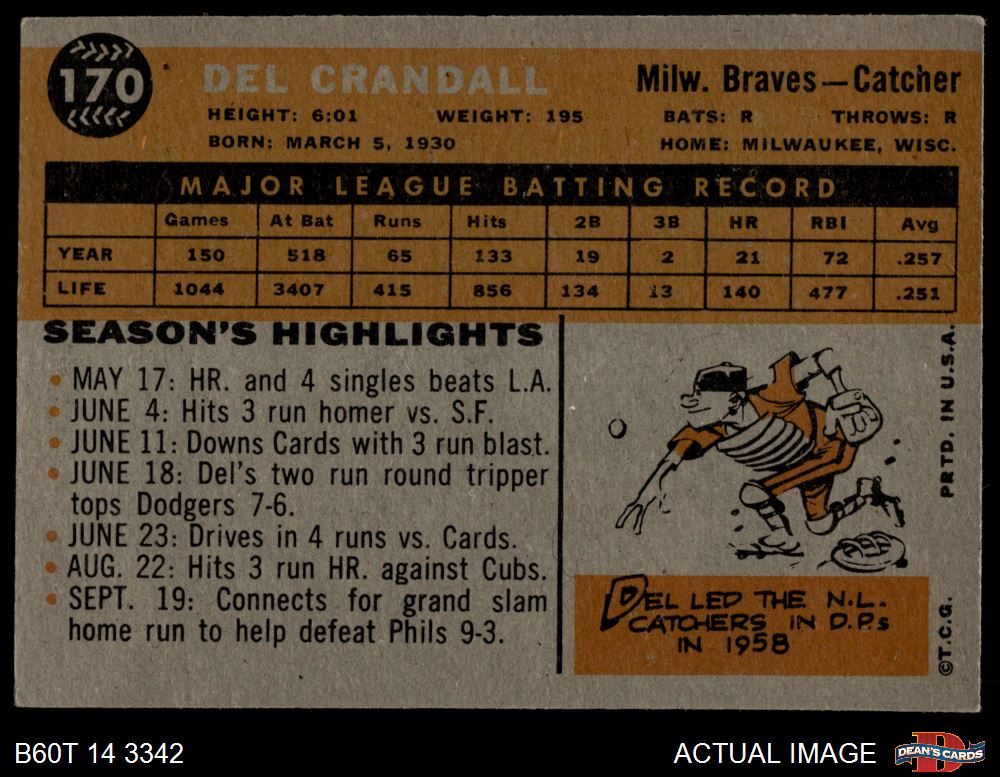 170
DEL CRANDALL
Milw. Braves—Catcher
HEIGHT: 6:01 WEIGHT: 195 BATS: R THROWS: R
BORN: MARCH 5, 1930 HOME: MILWAUKEE, WISC.
MAJOR LEAGUE BATTING RECORD
Games At Bat Runs Hits 2B 3B HR RBI Avg
YEAR 150 518 65 133 19 2 21 72 .257
LIFE 1044 3407 415 856 134 13 140 477 .251
SEASON'S HIGHLIGHTS
• MAY 17: HR. and 4 singles beats L.A.
• JUNE 4: Hits 3 run homer vs. S.F.
• JUNE 11: Downs Cards with 3 run blast.
• JUNE 18: Del's two run round tripper
tops Dodgers 7-6.
• JUNE 23: Drives in 4 runs vs. Cards.
• AUG. 22: Hits 3 run HR. against Cubs.
• SEPT. 19: Connects for grand slam
home run to help defeat Phils 9-3.
DEL LED THE N.L.
CATCHERS IN D.P.s
IN 1958
©T.C.G. PRTD. IN U.S.A.
B60T 14 3342
ACTUAL IMAGE
DEAN'S CARDS